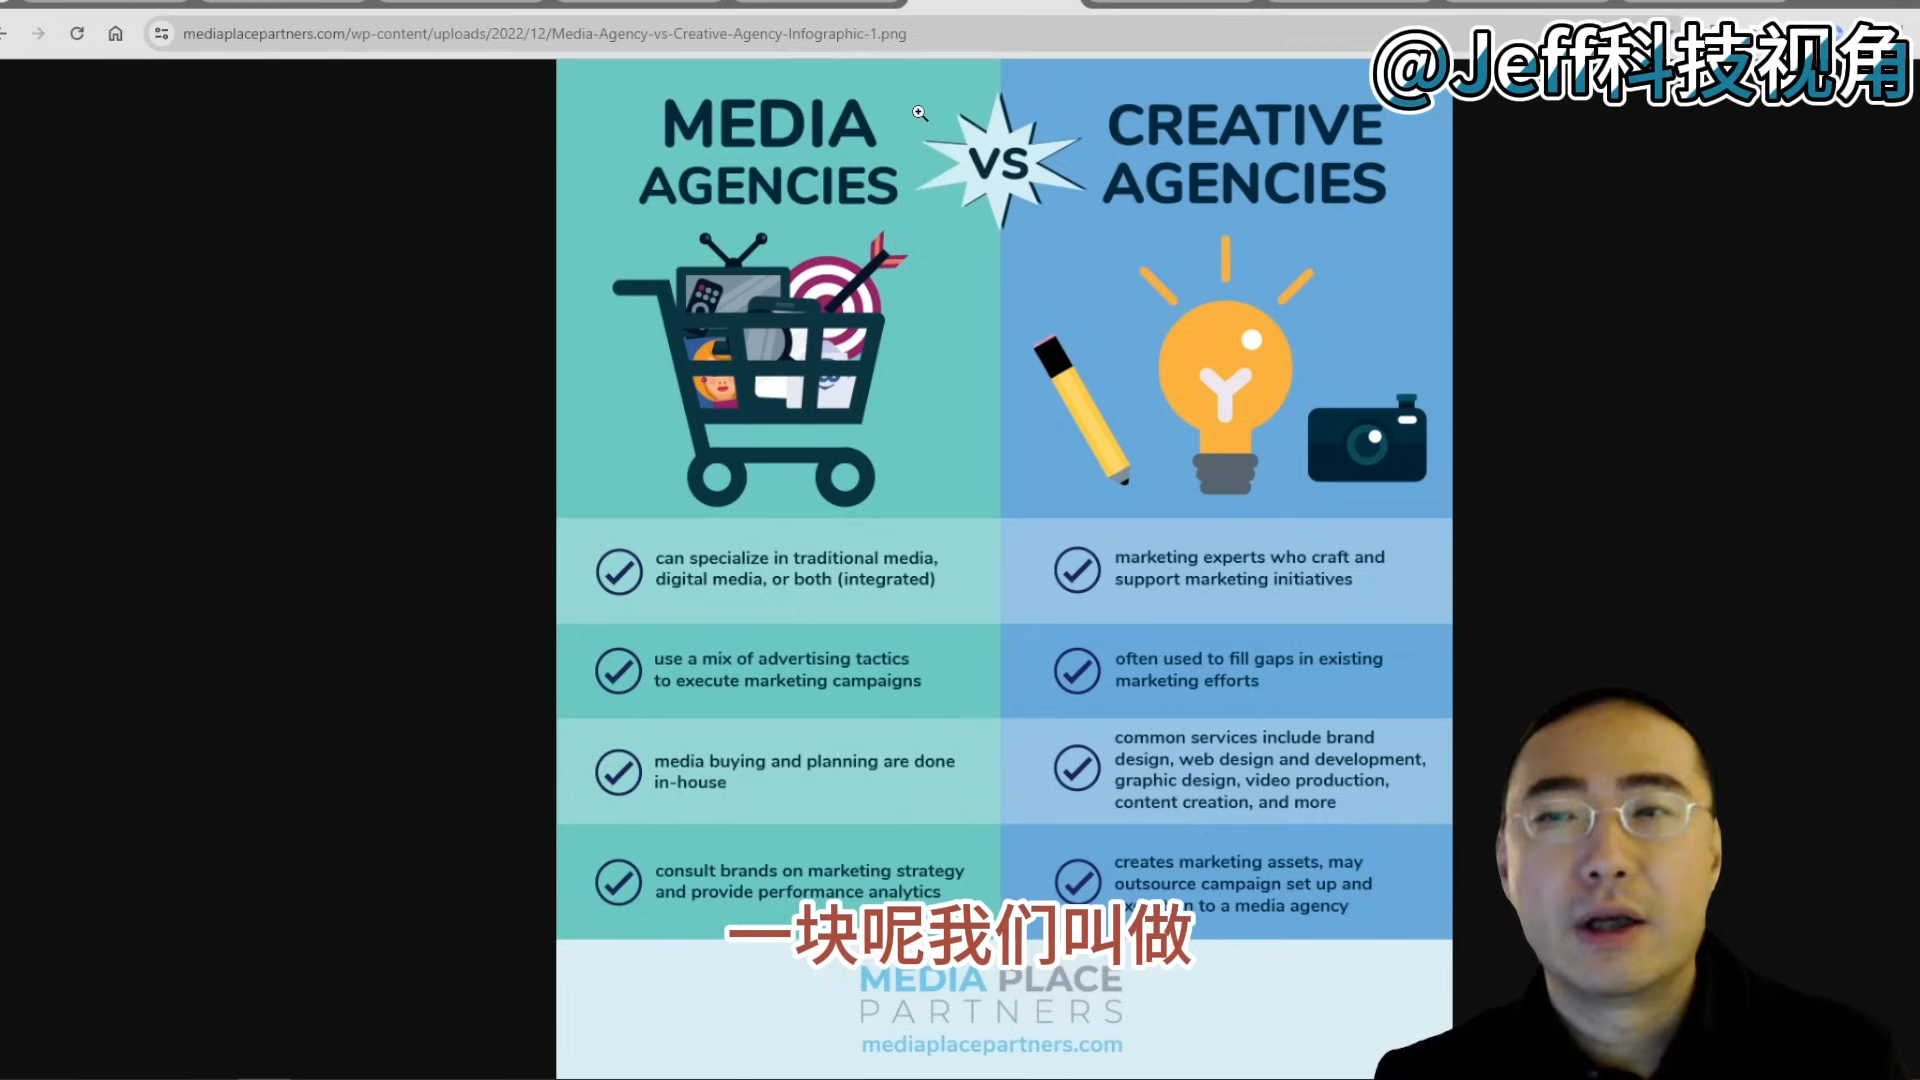 mediaplacepartners.com/wp-content/uploads/2022/12/Media-Agency-vs-Creative-Agency-Infographic-1.png
@Jeff科技视角
MEDIA
AGENCIES
VS
CREATIVE
AGENCIES
can specialize in traditional media,
digital media, or both (integrated)
use a mix of advertising tactics
to execute marketing campaigns
media buying and planning are done
in-house
consult brands on marketing strategy
and provide performance analytics
marketing experts who craft and
support marketing initiatives
often used to fill gaps in existing
marketing efforts
common services include brand
design, web design and development,
graphic design, video production,
content creation, and more
creates marketing assets, may
outsource campaign set up and
to a media agency
一块呢我们叫做
MEDIA PLACE
PARTNERS
mediaplacepartners.com